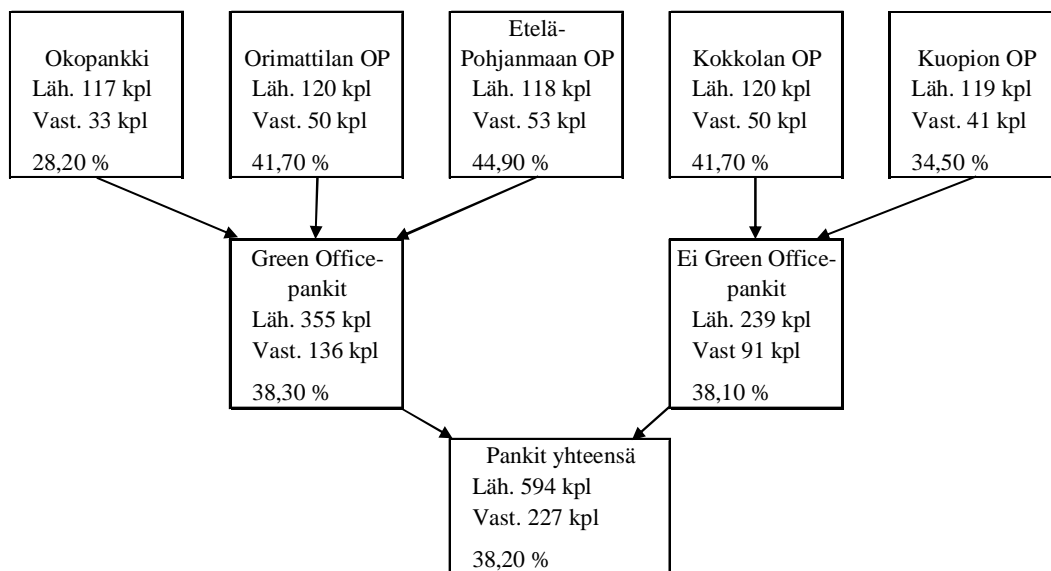 Okopankki
Läh. 117 kpl
Vast. 33 kpl
28,20 %
Orimattilan OP
Läh. 120 kpl
Vast. 50 kpl
41,70 %
Etelä-
Pohjanmaan OP
Läh. 118 kpl
Vast. 53 kpl
44,90 %
Kokkolan OP
Läh. 120 kpl
Vast. 50 kpl
41,70 %
Kuopion OP
Läh. 119 kpl
Vast. 41 kpl
34,50 %
Green Office-
pankit
Läh. 355 kpl
Vast. 136 kpl
38,30 %
Ei Green Office-
pankit
Läh. 239 kpl
Vast 91 kpl
38,10 %
Pankit yhteensä
Läh. 594 kpl
Vast. 227 kpl
38,20 %